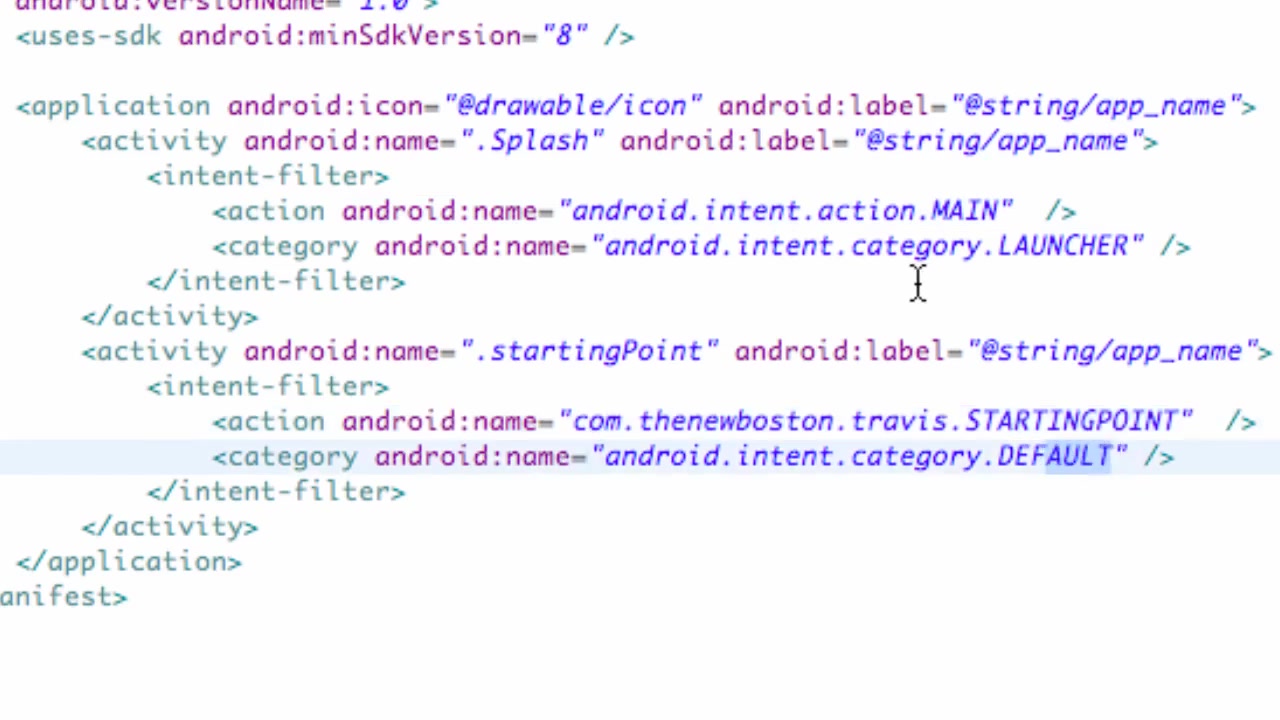 android:versionName="1.0">
<uses-sdk android:minSdkVersion="8" />
<application android:icon="@drawable/icon" android:label="@string/app_name">
<activity android:name=".Splash" android:label="@string/app_name">
<intent-filter>
<action android:name="android.intent.action.MAIN"  />
<category android:name="android.intent.category.LAUNCHER" />
</intent-filter>
</activity>
<activity android:name=".startingPoint" android:label="@string/app_name">
<intent-filter>
<action android:name="com.thenewboston.travis.STARTINGPOINT"  />
<category android:name="android.intent.category.DEFAULT" />
</intent-filter>
</activity>
</application>
anifest>